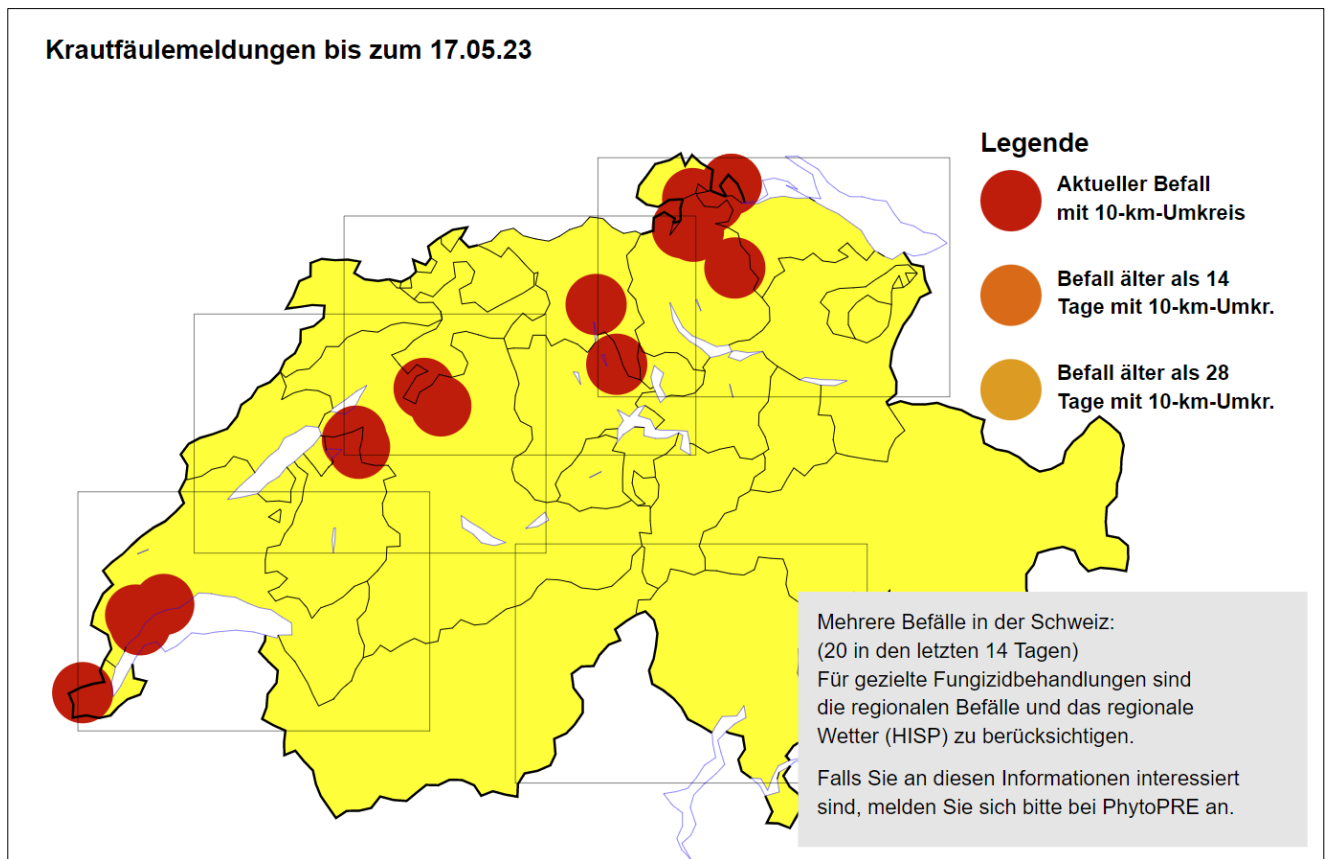 Krautfäulemeldungen bis zum 17.05.23
Legende
Aktueller Befall
mit 10-km-Umkreis
Befall älter als 14
Tage mit 10-km-Umkr.
Befall älter als 28
Tage mit 10-km-Umkr.
Mehrere Befälle in der Schweiz:
(20 in den letzten 14 Tagen)
Für gezielte Fungizidbehandlungen sind
die regionalen Befälle und das regionale
Wetter (HISP) zu berücksichtigen.
Falls Sie an diesen Informationen interessiert
sind, melden Sie sich bitte bei PhytoPRE an.